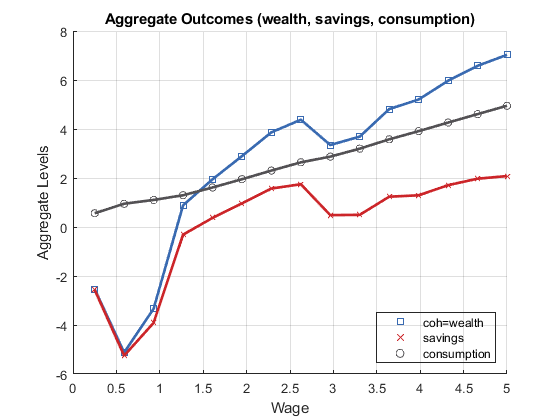 Aggregate Outcomes (wealth, savings, consumption)
8
6
4
2
0
-2
-4
-6
Aggregate Levels
0 0.5 1 1.5 2 2.5 3 3.5 4 4.5 5
Wage
coh=wealth
savings
consumption